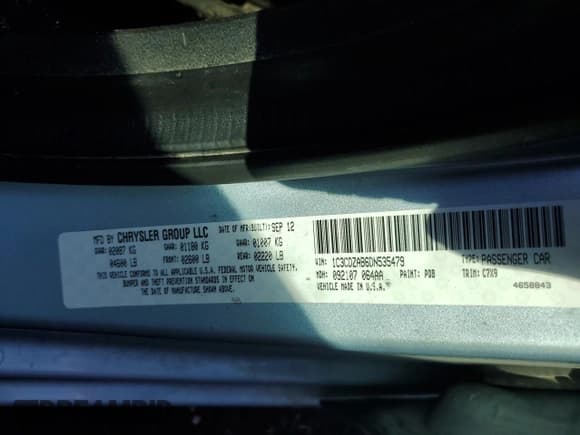 MFD BY CHRYSLER GROUP LLC DATE OF MFR(BUILT): SEP 12
GVWR: 02087 KG GAWR: 01180 KG GAWR: 01007 KG
04600 LB FRONT: 02600 LB REAR: 02220 LB
THIS VEHICLE CONFORMS TO ALL APPLICABLE U.S.A. FEDERAL MOTOR VEHICLE SAFETY,
BUMPER AND THEFT PREVENTION STANDARDS IN EFFECT ON
THE DATE OF MANUFACTURE SHOWN ABOVE.
VIN: 1C3CDZAB6DN535479 TYPE: PASSENGER CAR
MDH: 092107 064AA PAINT: PDB TRIM: C7X9
VEHICLE MADE IN U.S.A. 4658843